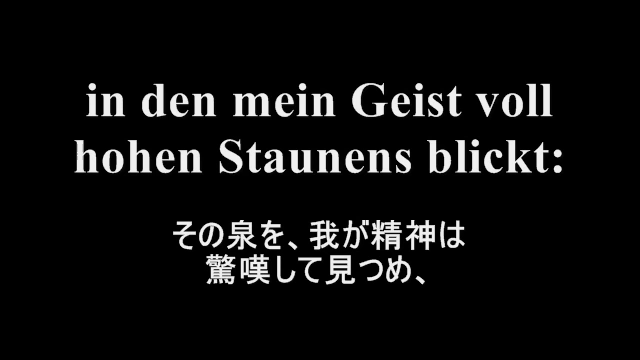 in den mein Geist voll
hohen Staunens blickt:
その泉を、我が精神は
驚嘆して見つめ、